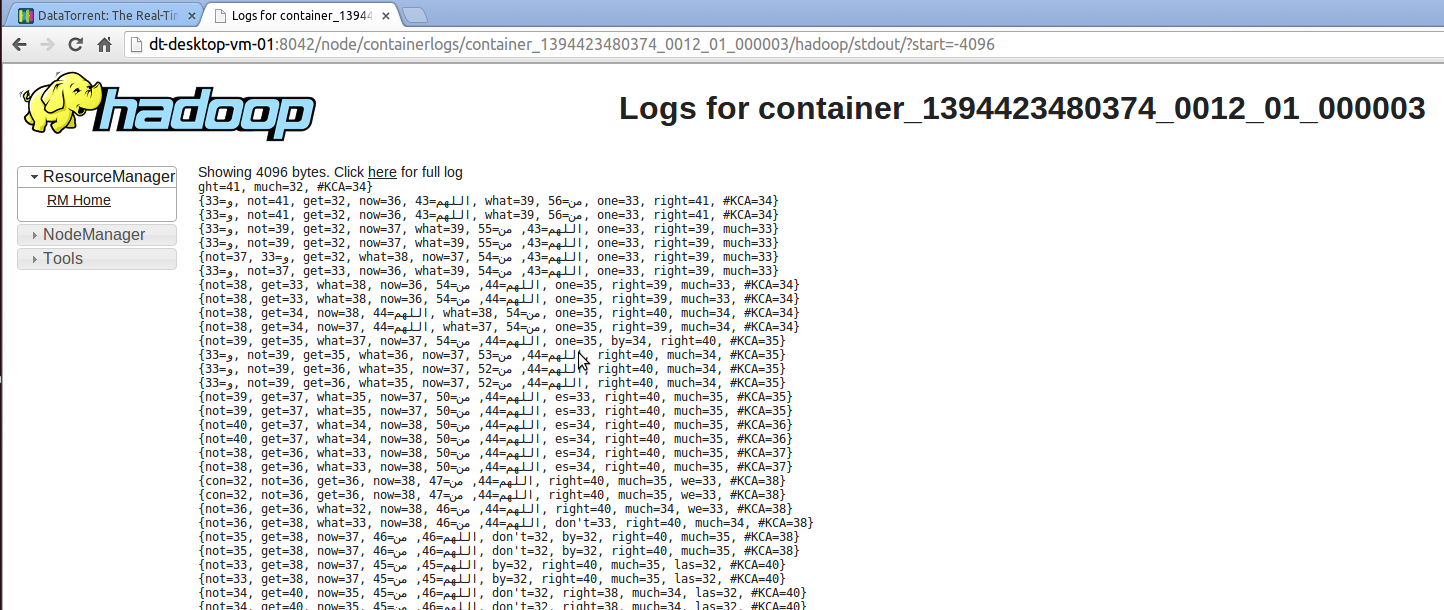 DataTorrent: The Real-Tir
Logs for container_1394
dt-desktop-vm-01:8042/node/containerlogs/container_1394423480374_0012_01_000003/hadoop/stdout/?start=-4096
hadoop
Logs for container_1394423480374_0012_01_000003
ResourceManager
RM Home
NodeManager
Tools
Showing 4096 bytes. Click here for full log
ght=41, much=32, #KCA=34}
{و=33, not=41, get=32, now=36, اللهم=43, what=39, من=56, one=33, right=41, #KCA=34}
{و=33, not=41, get=32, now=36, اللهم=43, what=39, من=56, one=33, right=41, #KCA=34}
{و=33, not=39, get=32, now=37, what=39, اللهم=43, من=55, one=33, right=39, much=33}
{و=33, not=39, get=32, now=37, what=39, اللهم=43, من=55, one=33, right=39, much=33}
{not=37, و=33, get=32, what=38, now=37, اللهم=43, من=54, one=33, right=39, much=33}
{و=33, not=37, get=33, now=36, what=39, اللهم=43, من=54, one=33, right=39, much=33}
{not=38, get=33, what=38, now=36, اللهم=44, من=54, one=35, right=39, much=33, #KCA=34}
{not=38, get=33, what=38, now=36, اللهم=44, من=54, one=35, right=39, much=33, #KCA=34}
{not=38, get=34, now=38, اللهم=44, what=38, من=54, one=35, right=40, much=34, #KCA=34}
{not=38, get=34, now=37, اللهم=44, what=37, من=54, one=35, right=39, much=34, #KCA=34}
{not=39, get=35, what=37, now=37, اللهم=44, من=54, one=35, by=34, right=40, #KCA=35}
{و=33, not=39, get=35, what=36, now=37, اللهم=44, من=53, right=40, much=34, #KCA=35}
{و=33, not=39, get=36, what=35, now=37, اللهم=44, من=52, right=40, much=34, #KCA=35}
{و=33, not=39, get=36, what=35, now=37, اللهم=44, من=52, right=40, much=34, #KCA=35}
{not=39, get=37, what=35, now=37, اللهم=44, من=50, es=33, right=40, much=35, #KCA=35}
{not=39, get=37, what=35, now=37, اللهم=44, من=50, es=33, right=40, much=35, #KCA=35}
{not=40, get=37, what=34, now=38, اللهم=44, من=50, es=34, right=40, much=35, #KCA=36}
{not=40, get=37, what=34, now=38, اللهم=44, من=50, es=34, right=40, much=35, #KCA=36}
{not=38, get=36, what=33, now=38, اللهم=44, من=50, es=34, right=40, much=35, #KCA=37}
{not=38, get=36, what=33, now=38, اللهم=44, من=50, es=34, right=40, much=35, #KCA=37}
{con=32, not=36, get=36, now=38, اللهم=44, من=47, right=40, much=35, we=33, #KCA=38}
{con=32, not=36, get=36, now=38, اللهم=44, من=47, right=40, much=35, we=33, #KCA=38}
{not=36, get=36, what=32, now=38, اللهم=44, من=46, right=40, much=34, we=33, #KCA=38}
{not=36, get=38, what=33, now=38, اللهم=44, من=46, don't=33, right=40, much=34, #KCA=38}
{not=35, get=38, now=37, اللهم=46, من=46, don't=32, by=32, right=40, much=35, #KCA=38}
{not=35, get=38, now=37, اللهم=46, من=46, don't=32, by=32, right=40, much=35, #KCA=38}
{not=33, get=38, now=37, اللهم=45, من=45, by=32, right=40, much=35, las=32, #KCA=40}
{not=33, get=38, now=37, اللهم=45, من=45, by=32, right=40, much=35, las=32, #KCA=40}
{not=34, get=40, now=35, اللهم=46, من=45, don't=32, right=38, much=34, las=32, #KCA=40}
{not=34, get=40, now=35, اللهم=46, من=45, don't=32, right=38, much=34, las=32, #KCA=40}